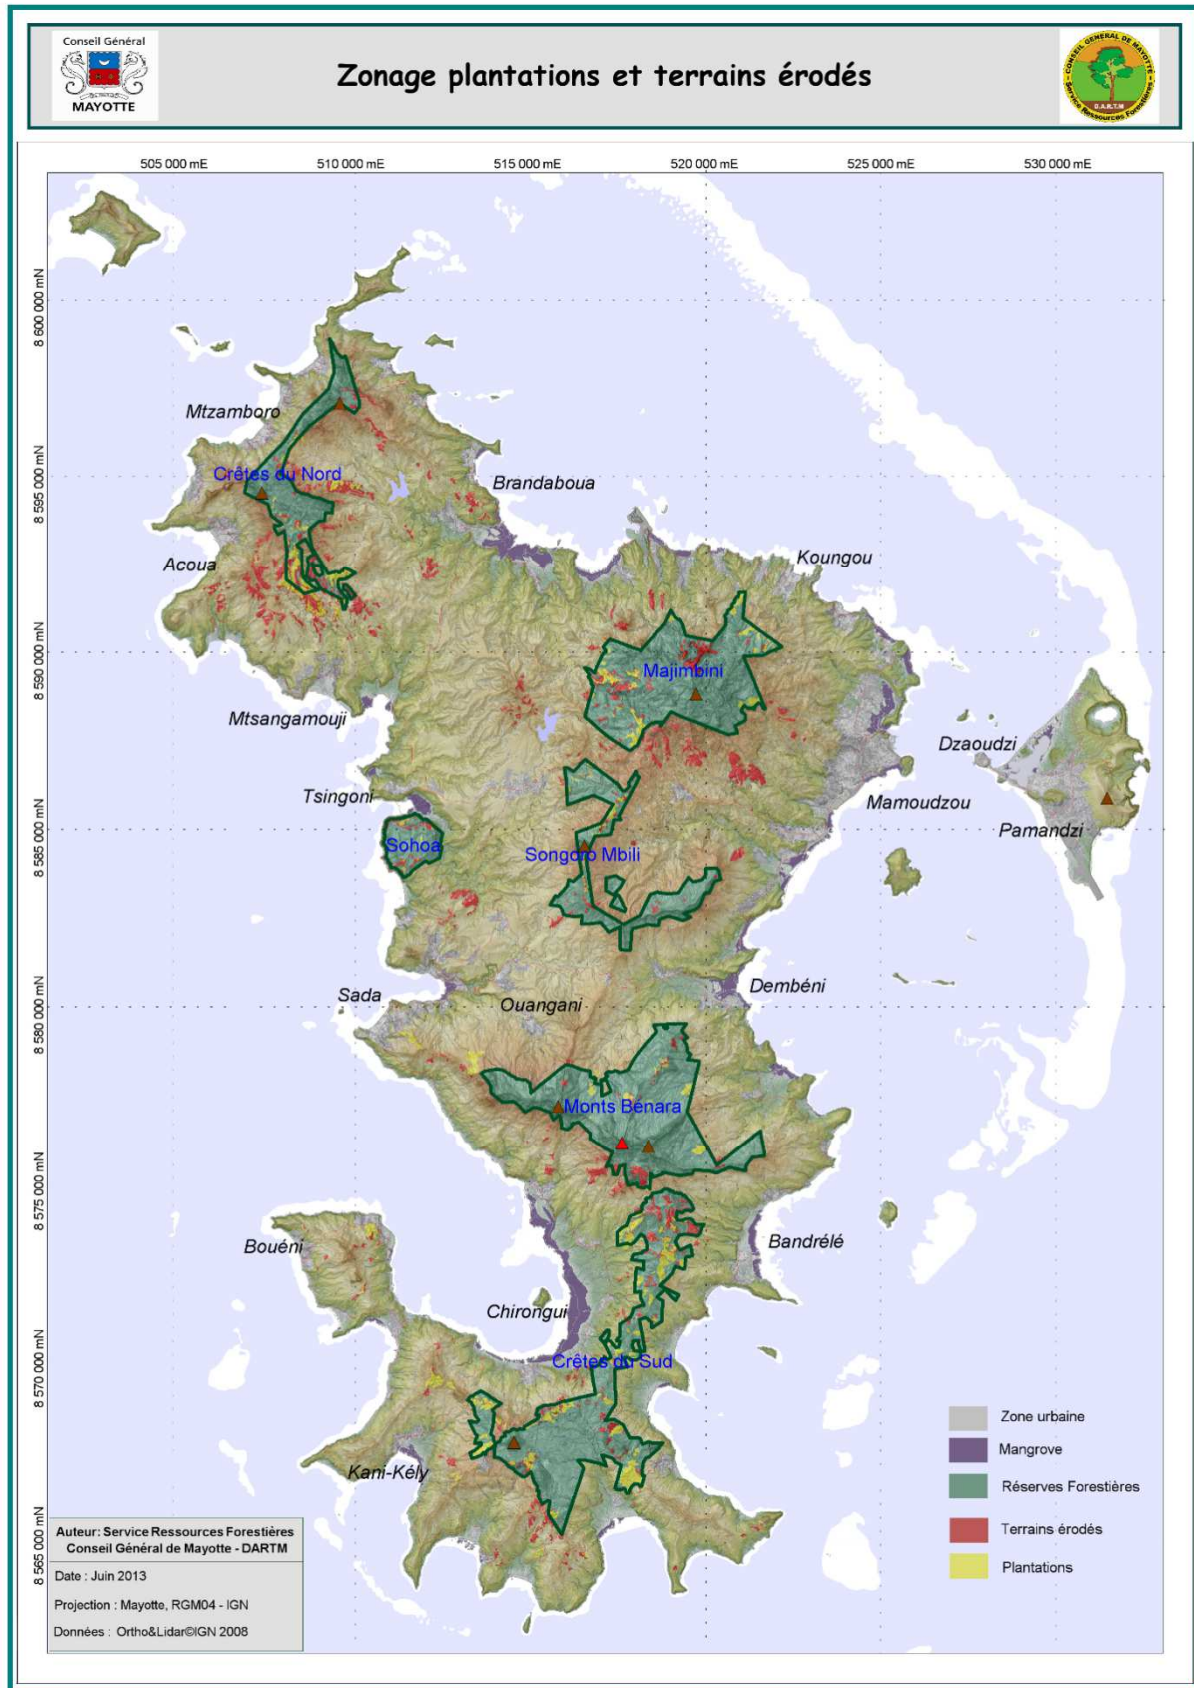 Conseil Général
MAYOTTE
Zonage plantations et terrains érodés
CONSEIL GENERAL DE MAYOTTE
D.A.R.T.M
Service Ressources Forestières
505 000 mE
510 000 mE
515 000 mE
520 000 mE
525 000 mE
530 000 mE
8 600 000 mN
8 595 000 mN
8 590 000 mN
8 585 000 mN
8 580 000 mN
8 575 000 mN
8 570 000 mN
8 565 000 mN
Mtzamboro
Crêtes du Nord
Brandaboua
Acoua
Koungou
Majimbini
Mtsangamouji
Dzaoudzi
Tsingoni
Mamoudzou
Pamandzi
Sohoa
Songoro Mbili
Sada
Ouangani
Dembéni
Monts Bénara
Bouéni
Bandrélé
Chirongui
Crêtes du Sud
Kani-Kély
Zone urbaine
Mangrove
Réserves Forestières
Terrains érodés
Plantations
Auteur: Service Ressources Forestières
Conseil Général de Mayotte - DARTM
Date : Juin 2013
Projection : Mayotte, RGM04 - IGN
Données : Ortho&Lidar©IGN 2008